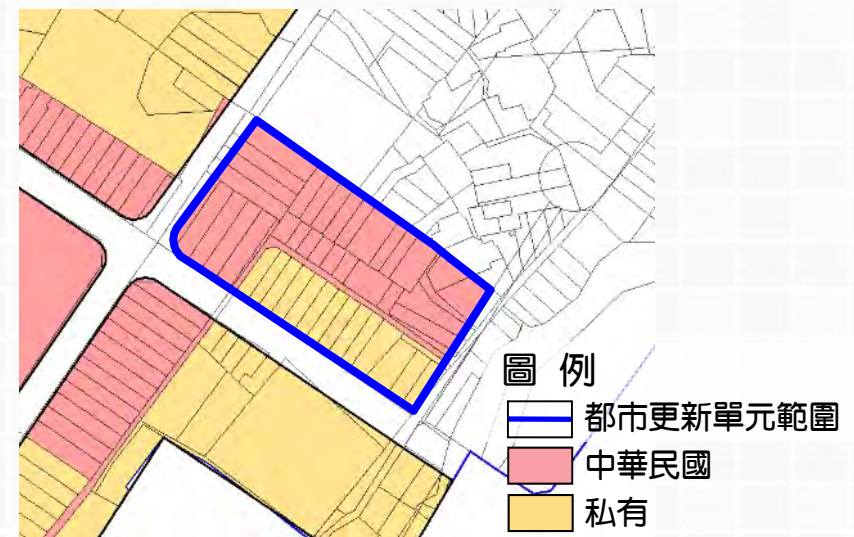 圖 例
都市更新單元範圍
中華民國
私有